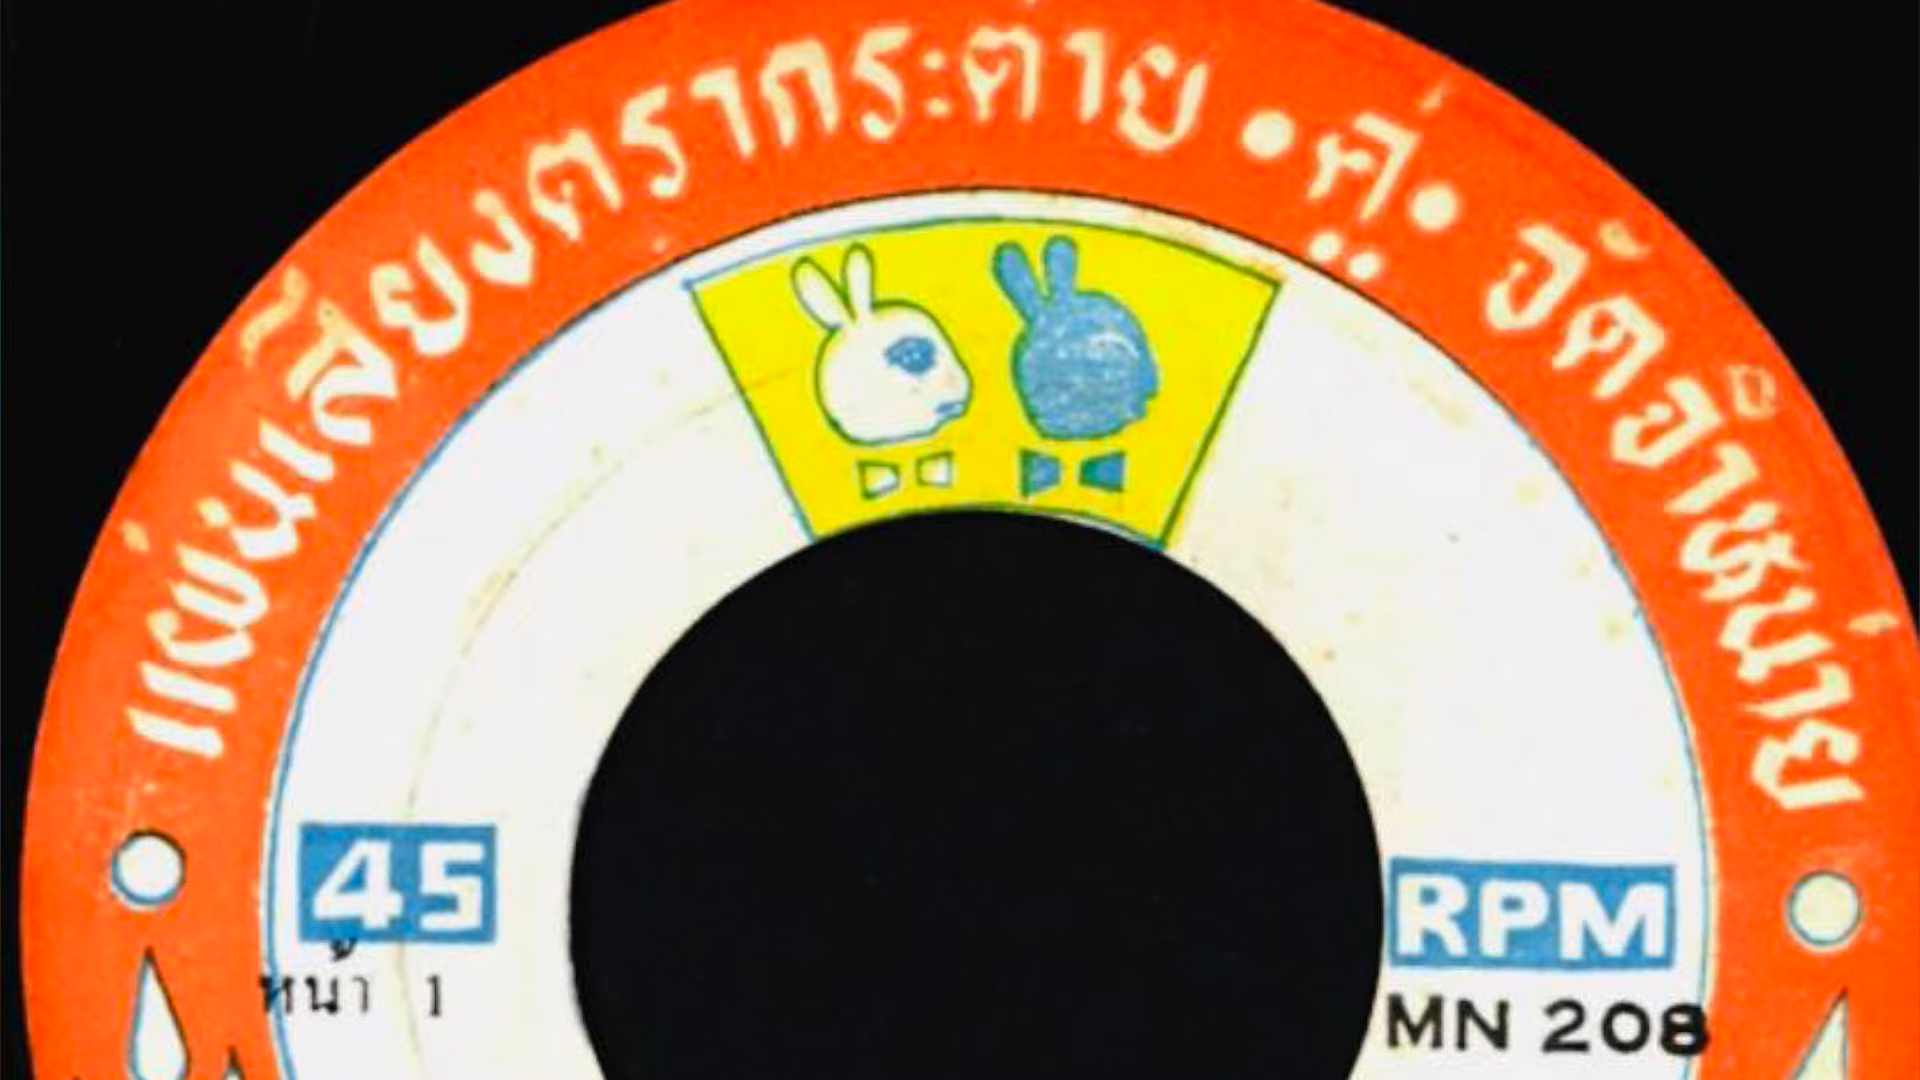 แผ่นเสียงตรากระต่าย • คู่ • จัดจำหน่าย
45 RPM
หน้า 1
MN 208